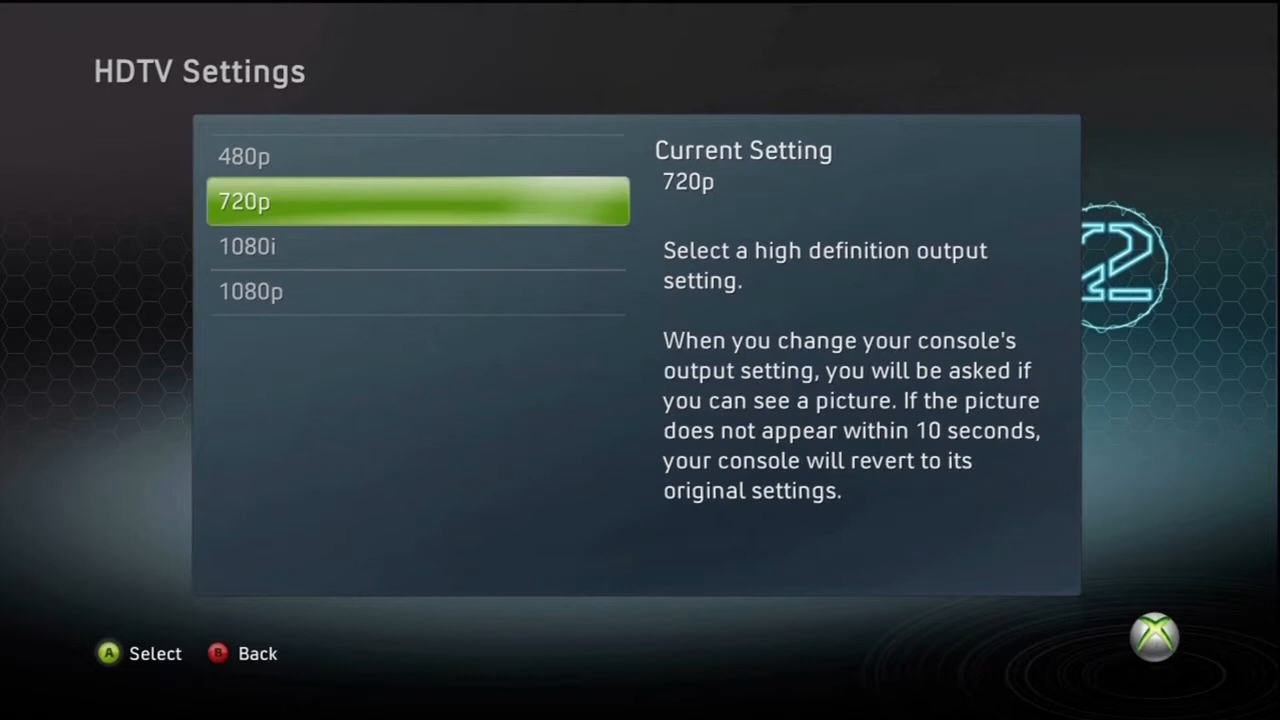 HDTV Settings
480p
720p
1080i
1080p
Current Setting
720p
Select a high definition output
setting.
When you change your console's
output setting, you will be asked if
you can see a picture. If the picture
does not appear within 10 seconds,
your console will revert to its
original settings.
2
A Select B Back